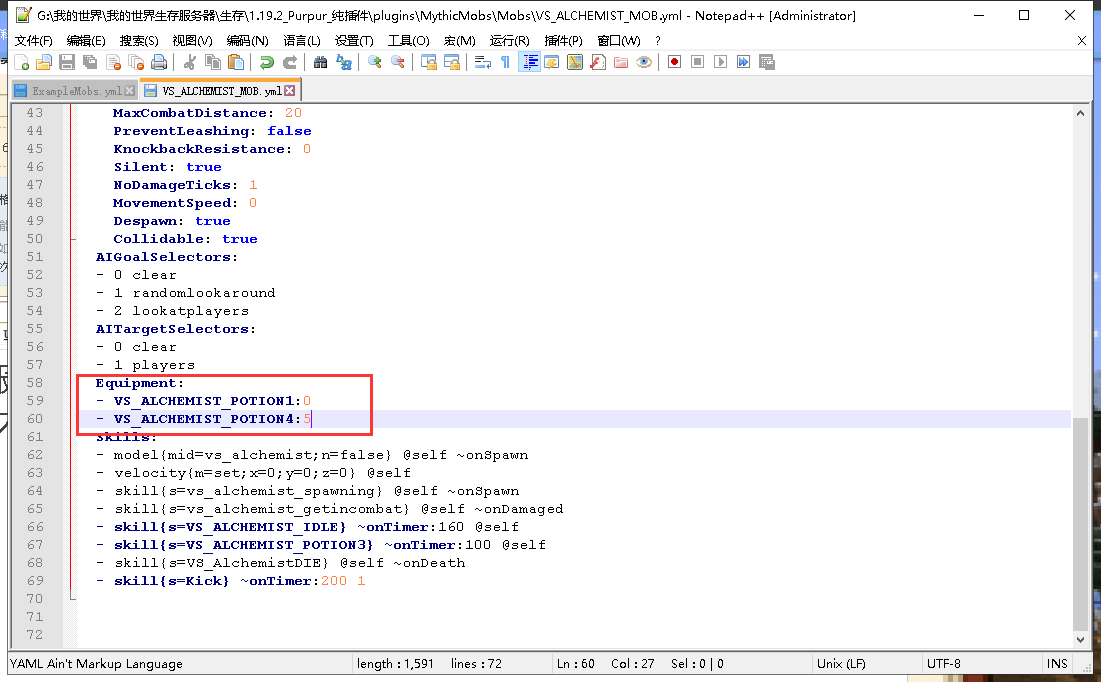 G:\我的世界\我的世界生存服务器\生存\1.19.2_Purpur_纯插件\plugins\MythicMobs\Mobs\VS_ALCHEMIST_MOB.yml - Notepad++ [Administrator]
文件(F) 编辑(E) 搜索(S) 视图(V) 编码(N) 语言(L) 设置(T) 工具(O) 宏(M) 运行(R) 插件(P) 窗口(W) ? X
ExampleMobs.yml VS_ALCHEMIST_MOB.yml
43 MaxCombatDistance: 20
44 PreventLeashing: false
45 KnockbackResistance: 0
46 Silent: true
47 NoDamageTicks: 1
48 MovementSpeed: 0
49 Despawn: true
50 Collidable: true
51 AIGoalSelectors:
52 - 0 clear
53 - 1 randomlookaround
54 - 2 lookatplayers
55 AITargetSelectors:
56 - 0 clear
57 - 1 players
58 Equipment:
59 - VS_ALCHEMIST_POTION1:0
60 - VS_ALCHEMIST_POTION4:5
61 Skills:
62 - model{mid=vs_alchemist;n=false} @self ~onSpawn
63 - velocity{m=set;x=0;y=0;z=0} @self
64 - skill{s=vs_alchemist_spawning} @self ~onSpawn
65 - skill{s=vs_alchemist_getincombat} @self ~onDamaged
66 - skill{s=VS_ALCHEMIST_IDLE} ~onTimer:160 @self
67 - skill{s=VS_ALCHEMIST_POTION3} ~onTimer:100 @self
68 - skill{s=VS_AlchemistDIE} @self ~onDeath
69 - skill{s=Kick} ~onTimer:200 1
70
71
72
YAML Ain't Markup Language length : 1,591 lines : 72 Ln : 60 Col : 27 Sel : 0 | 0 Unix (LF) UTF-8 INS